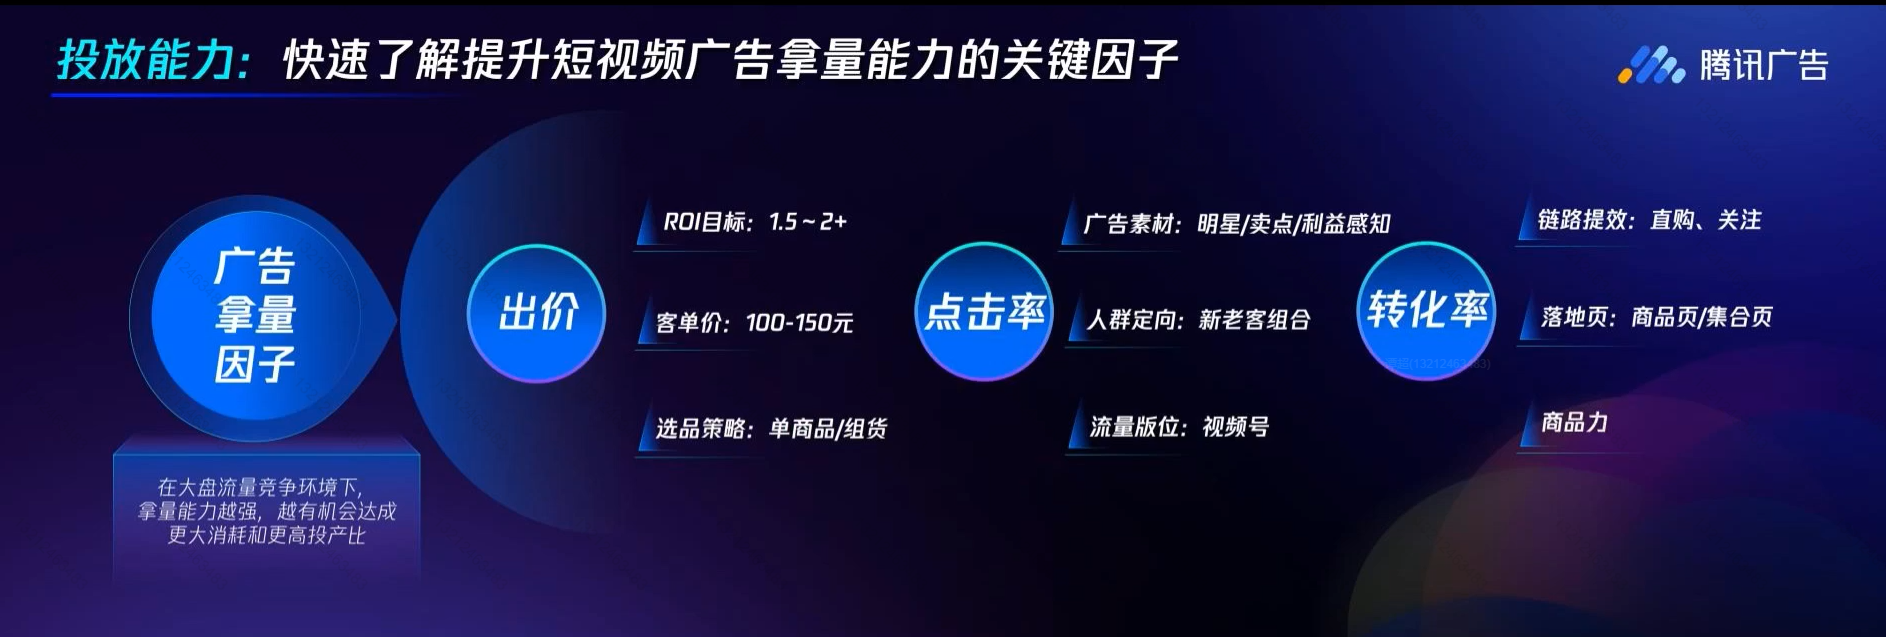 投放能力：快速了解提升短视频广告拿量能力的关键因子
腾讯广告
广告
拿量
因子
在大盘流量竞争环境下，
拿量能力越强，越有机会达成
更大消耗和更高投产比
出价
ROI目标：1.5～2+
客单价：100-150元
选品策略：单商品/组货
点击率
广告素材：明星/卖点/利益感知
人群定向：新老客组合
流量版位：视频号
转化率
链路提效：直购、关注
落地页：商品页/集合页
商品力